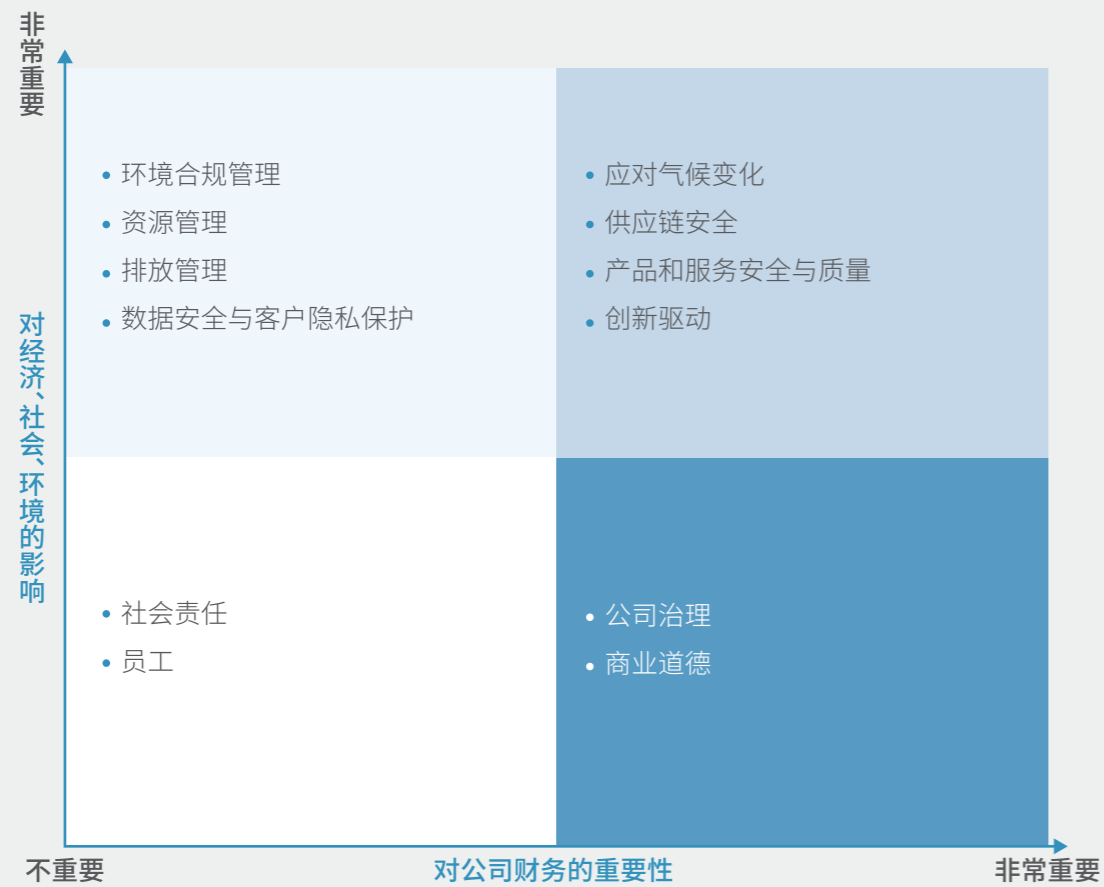 非常重要
对经济、社会、环境的影响
环境合规管理
资源管理
排放管理
数据安全与客户隐私保护
应对气候变化
供应链安全
产品和服务安全与质量
创新驱动
社会责任
员工
公司治理
商业道德
不重要
对公司财务的重要性
非常重要